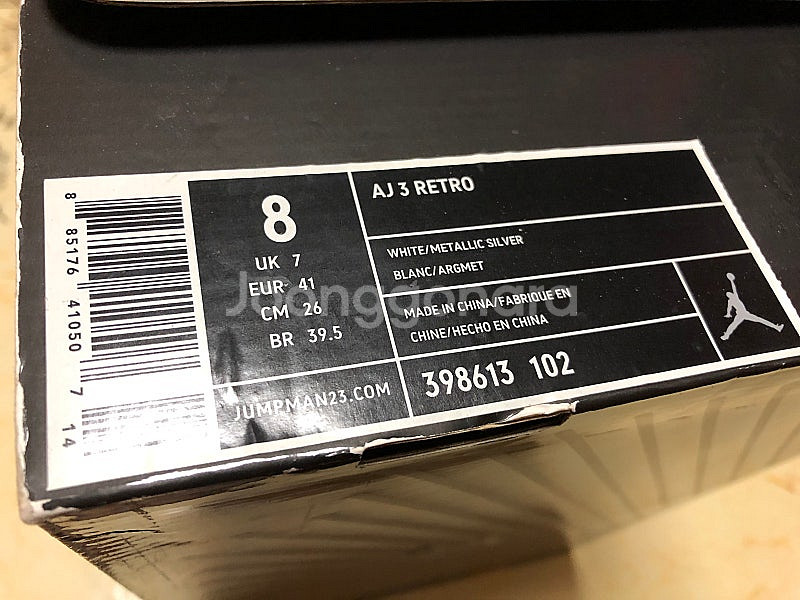 8 85176 41050 7 14
8
UK 7
EUR 41
CM 26
BR 39.5
JUMPMAN23.COM
AJ 3 RETRO
WHITE/METALLIC SILVER
BLANC/ARGMET
MADE IN CHINA/FABRIQUE EN
CHINE/HECHO EN CHINA
398613 102
Joonggonara